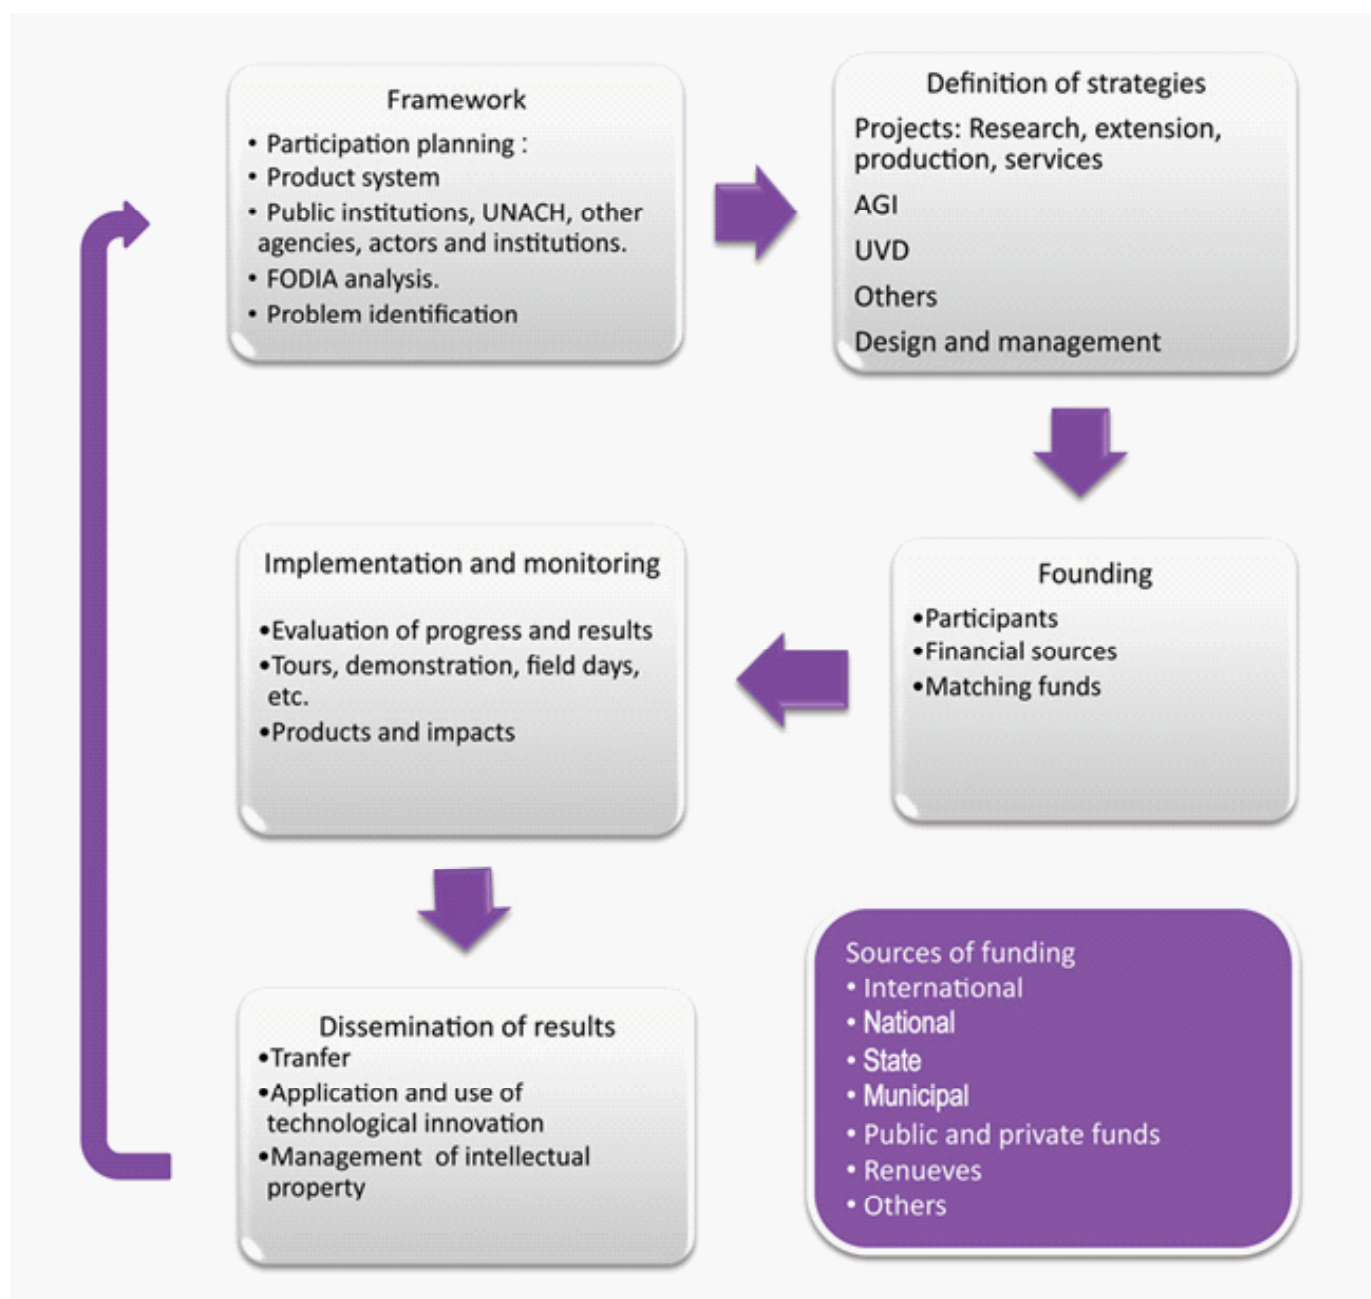 Framework
• Participation planning :
• Product system
• Public institutions, UNACH, other
agencies, actors and institutions.
• FODIA analysis.
• Problem identification
Definition of strategies
Projects: Research, extension,
production, services
AGI
UVD
Others
Design and management
Founding
•Participants
•Financial sources
•Matching funds
Implementation and monitoring
•Evaluation of progress and results
•Tours, demonstration, field days,
etc.
•Products and impacts
Dissemination of results
•Tranfer
•Application and use of
technological innovation
•Management of intellectual
property
Sources of funding
• International
• National
• State
• Municipal
• Public and private funds
• Renueves
• Others